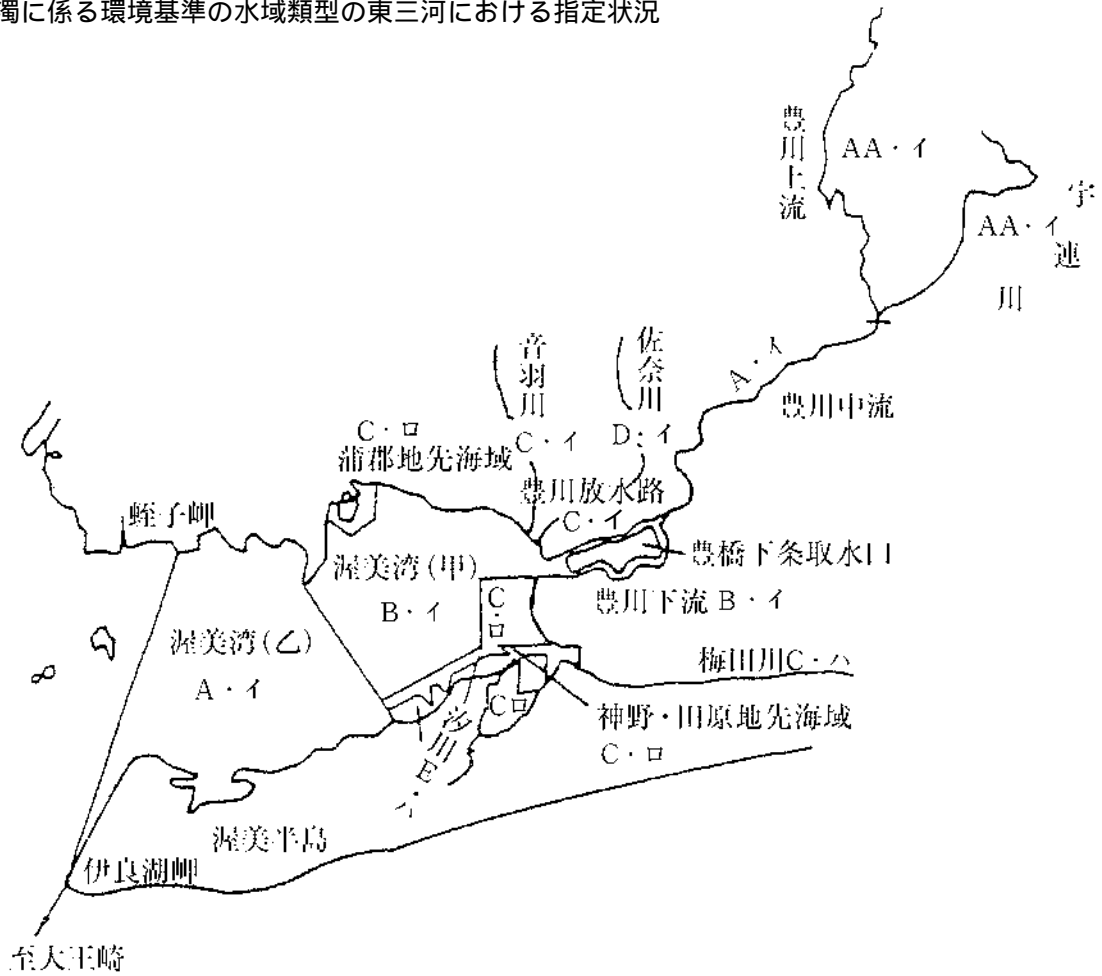 濁に係る環境基準の水域類型の東三河における指定状況
豊川上流
AA・イ
宇連川
AA・イ
音羽川
C・イ
佐奈川
D・イ
A・イ
豊川中流
C・ロ
蒲郡地先海域
豊川放水路
C・イ
蛭子岬
渥美湾(甲)
B・イ
C・ロ
豊橋下条取水口
豊川下流 B・イ
渥美湾(乙)
A・イ
梅田川C・ハ
Cロ
神野・田原地先海域
C・ロ
汐川E・ハ
渥美半島
伊良湖岬
至大王崎